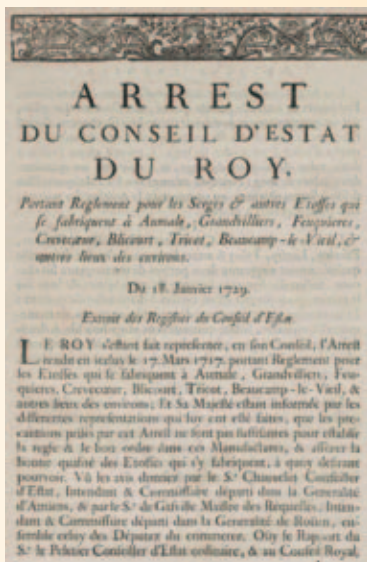 ARREST
DU CONSEIL D'ESTAT
DU ROY,
Portant Reglement pour les Serges & autres Etoffes qui
se fabriquent à Aumale, Grandvilliers, Feuquieres,
Crevecœur, Blicourt, Tricot, Beaucamp-le-Vieil, &
autres lieux des environs.
Du 18. Janvier 1729.
Extrait des Registres du Conseil d'Estat.
LE ROY s'estant fait representer, en son Conseil, l'Arrest
rendu en iceluy le 17. Mars 1717. portant Reglement pour
les Etoffes qui se fabriquent à Aumale, Grandvilliers, Feu-
quieres, Crevecœur, Blicourt, Tricot, Beaucamp-le-Vieil, &
autres lieux des environs; Et Sa Majesté estant informée par les
differentes representations qui luy ont esté faites, que les pre-
cautions prises par cet Arrest ne sont pas suffisantes pour establir
la regle & le bon ordre dans ces Manufactures, & asseurer la
bonne qualité des Etoffes qui s'y fabriquent, à quoy desirant
pourvoir. Vû les avis donnez par le S.r Chauvelin Conseiller
d'Estat, Intendant & Commissaire départi dans la Generalité
d'Amiens, & par le S.r de Gasville Maistre des Requestes, Inten-
dant & Commissaire départi dans la Generalité de Roüen, en-
semble celuy des Députez du commerce. Oüy le Rapport du
S.r le Peletier Conseiller d'Estat ordinaire, & au Conseil Royal,